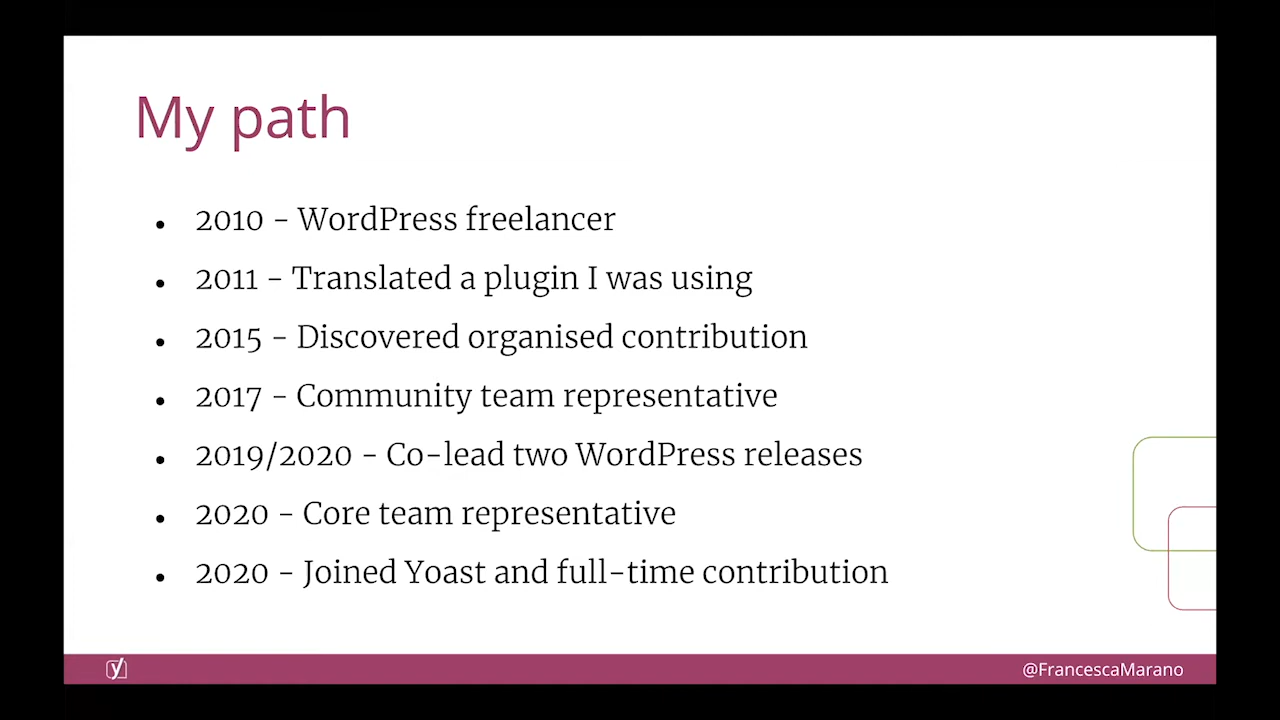 My path
• 2010 - WordPress freelancer
• 2011 - Translated a plugin I was using
• 2015 - Discovered organised contribution
• 2017 - Community team representative
• 2019/2020 - Co-lead two WordPress releases
• 2020 - Core team representative
• 2020 - Joined Yoast and full-time contribution
y
@FrancescaMarano